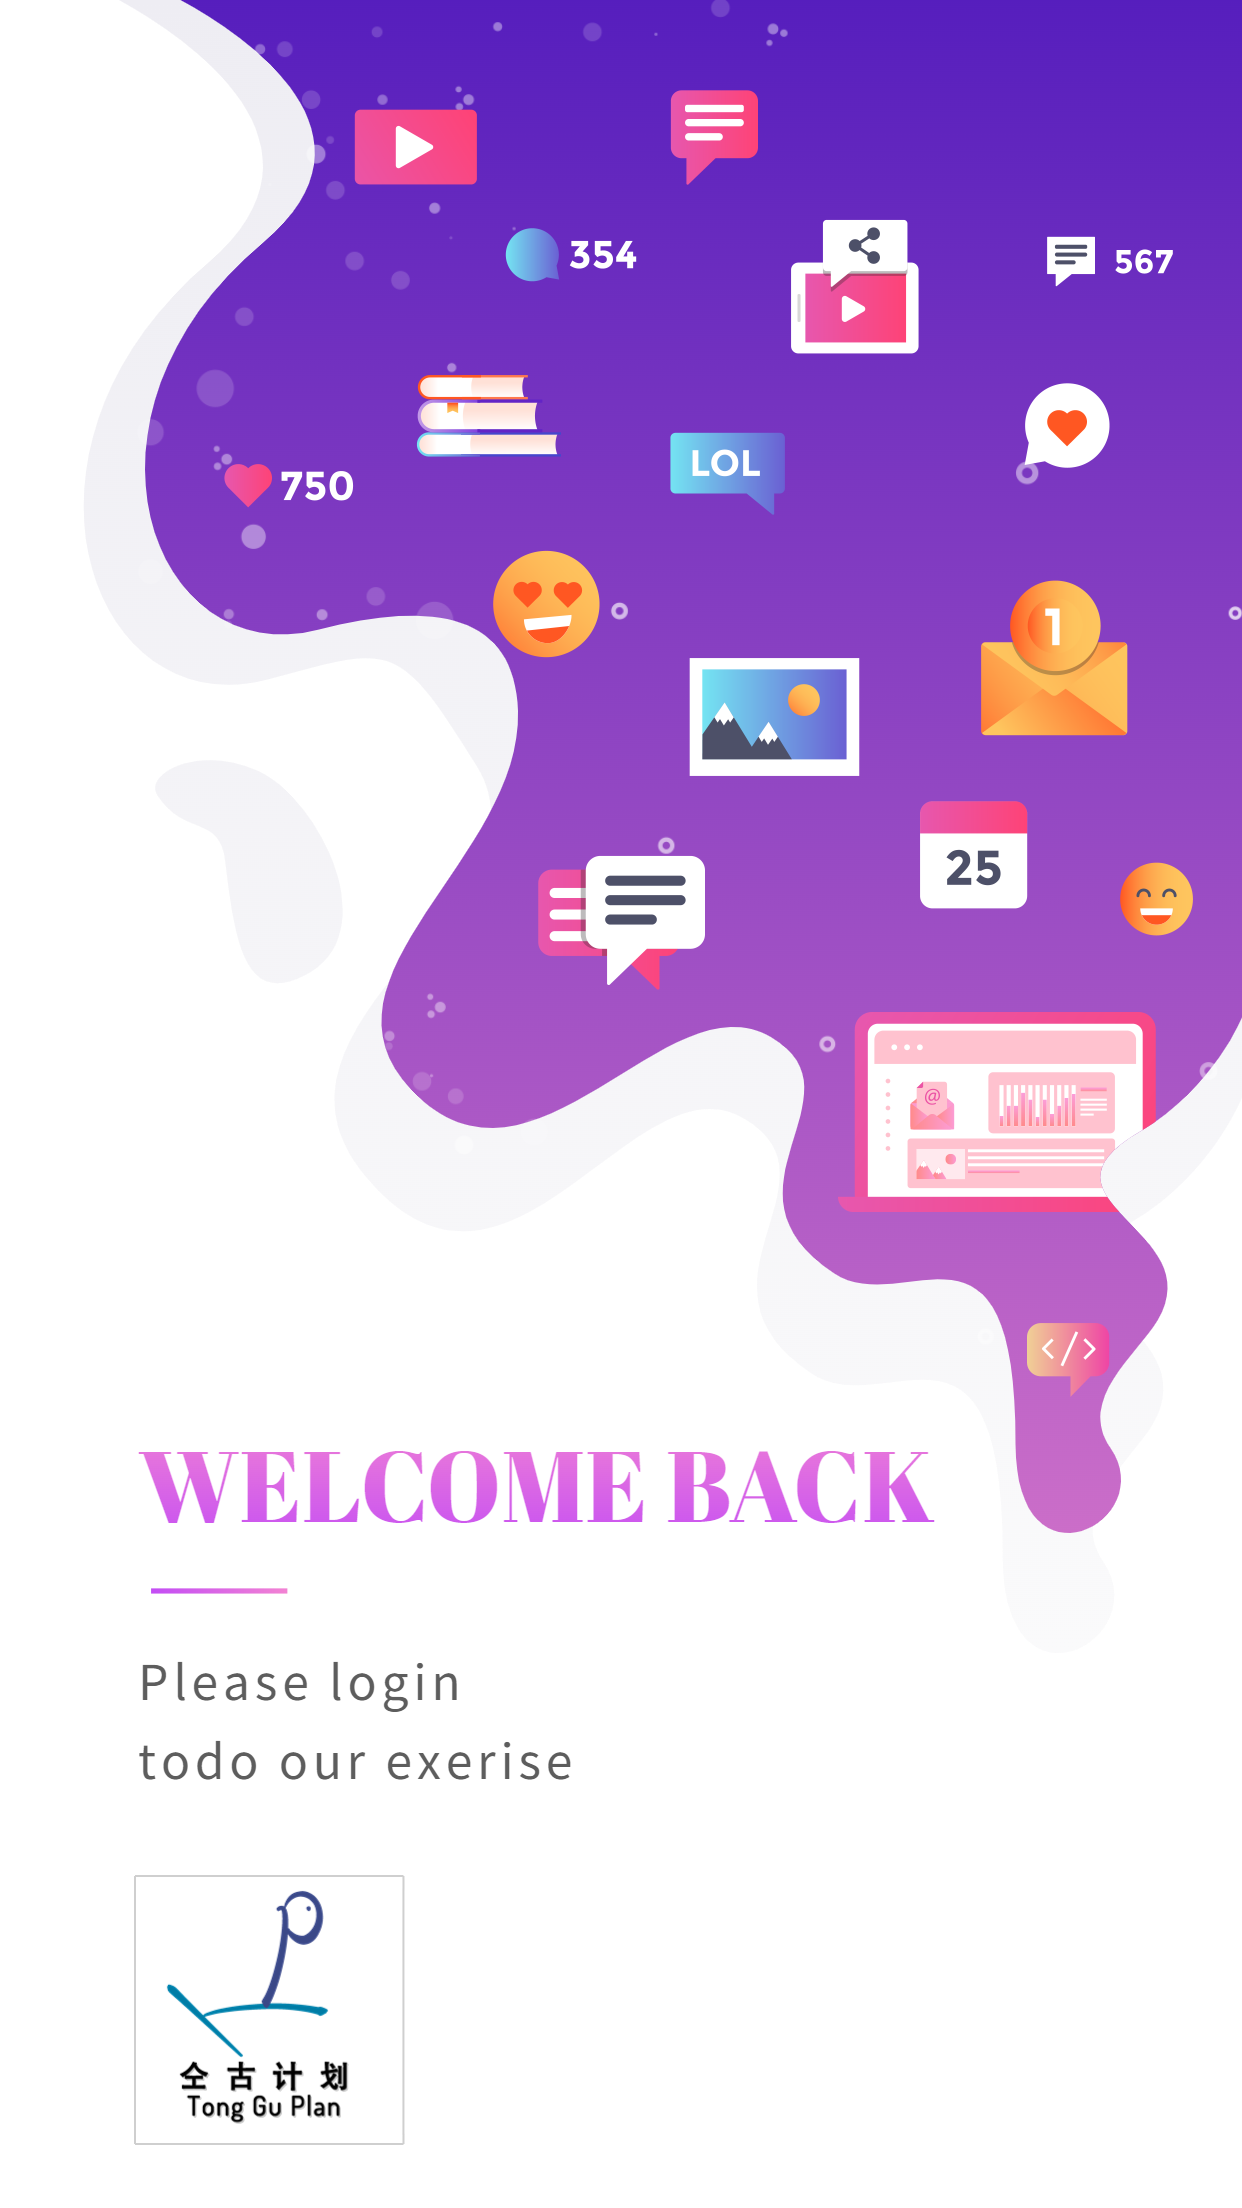 354
567
750
LOL
1
25
@
</>
WELCOME BACK
Please login
todo our exerise
仝古计划
Tong Gu Plan